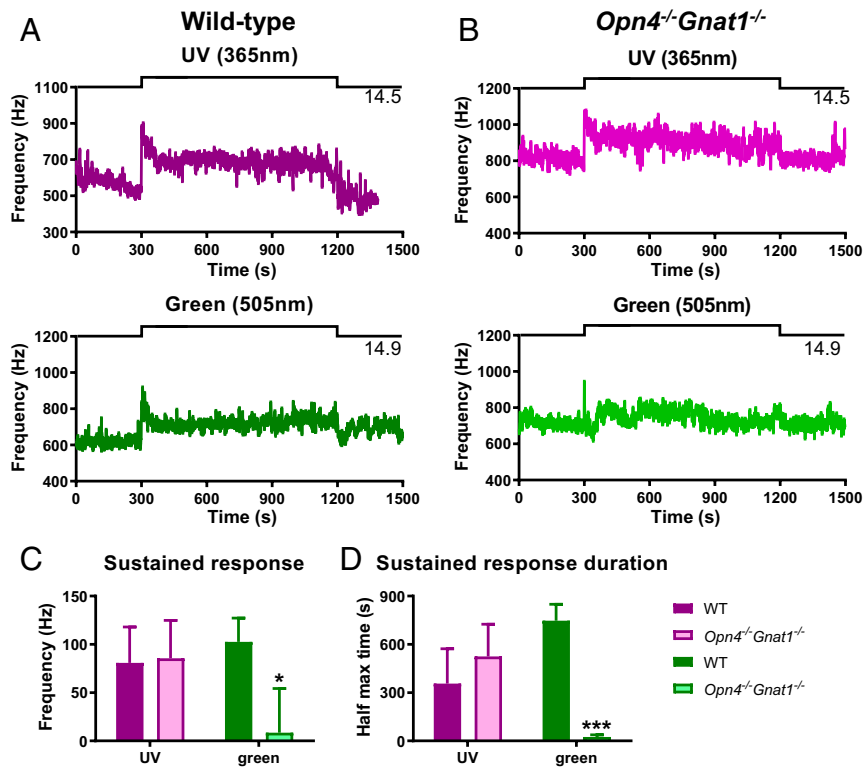 A
Wild-type
UV (365nm)
14.5
1100
900
700
500
300
Frequency (Hz)
0 300 600 900 1200 1500
Time (s)
Green (505nm)
14.9
1200
1000
800
600
400
Frequency (Hz)
0 300 600 900 1200 1500
Time (s)
B
Opn4-/-Gnat1-/-
UV (365nm)
14.5
1200
1000
800
600
400
Frequency (Hz)
0 300 600 900 1200 1500
Time (s)
Green (505nm)
14.9
1200
1000
800
600
400
Frequency (Hz)
0 300 600 900 1200 1500
Time (s)
C
Sustained response
150
100
50
0
Frequency (Hz)
*
UV green
D
Sustained response duration
900
600
300
0
Half max time (s)
***
UV green
WT
Opn4-/-Gnat1-/-
WT
Opn4-/-Gnat1-/-